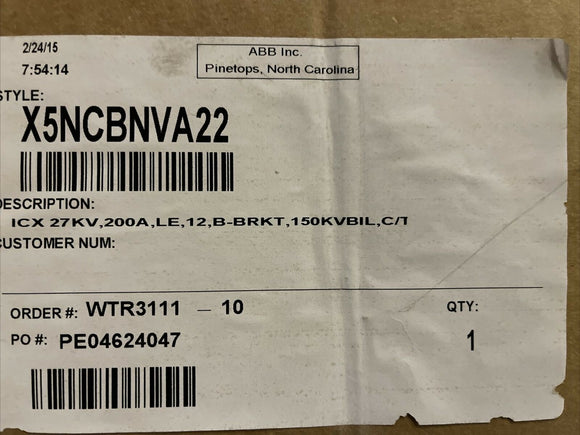 2/24/15
7:54:14
ABB Inc.
Pinetops, North Carolina
STYLE:
X5NCBNVA22
DESCRIPTION:
ICX 27KV,200A,LE,12,B-BRKT,150KVBIL,C/T
CUSTOMER NUM:
ORDER #: WTR3111 — 10
QTY:
PO #: PE04624047
1